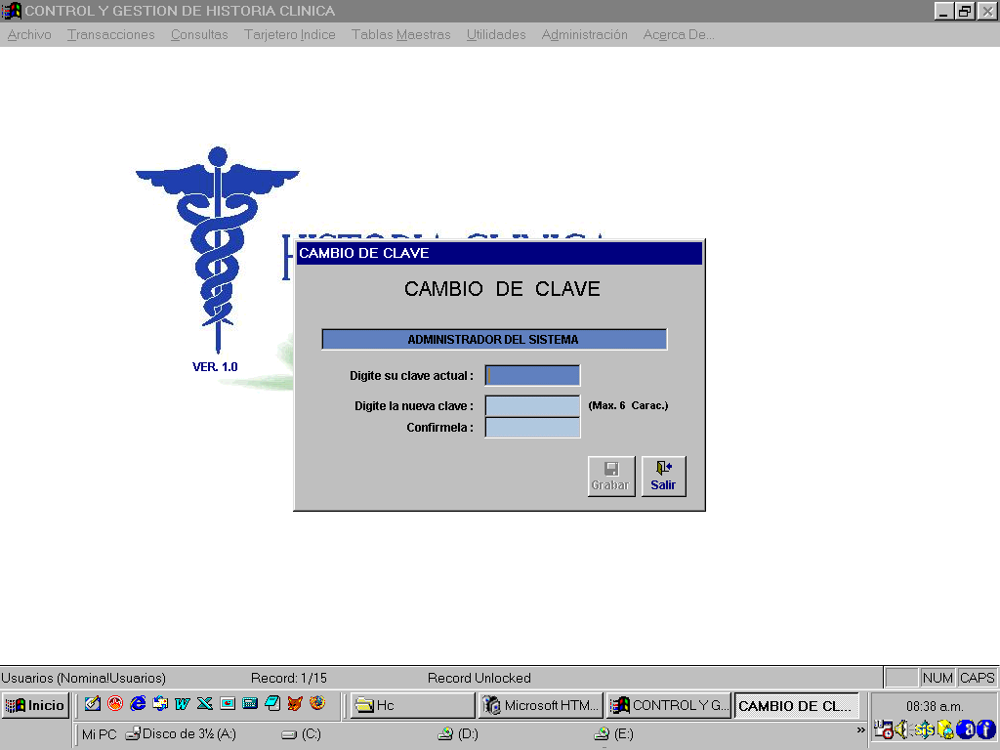 CONTROL Y GESTION DE HISTORIA CLINICA
Archivo Transacciones Consultas Tarjetero Indice Tablas Maestras Utilidades Administración Acerca De...
HISTORIA CLINICA
VER. 1.0
CAMBIO DE CLAVE
CAMBIO DE CLAVE
ADMINISTRADOR DEL SISTEMA
Digite su clave actual :
Digite la nueva clave : (Max. 6 Carac.)
Confirmela :
Grabar Salir
Usuarios (Nomina!Usuarios) Record: 1/15 Record Unlocked NUM CAPS
Inicio Hc Microsoft HTM... CONTROL Y G... CAMBIO DE CL... 08:38 a.m.
Mi PC Disco de 3½ (A:) (C:) (D:) (E:) » sis